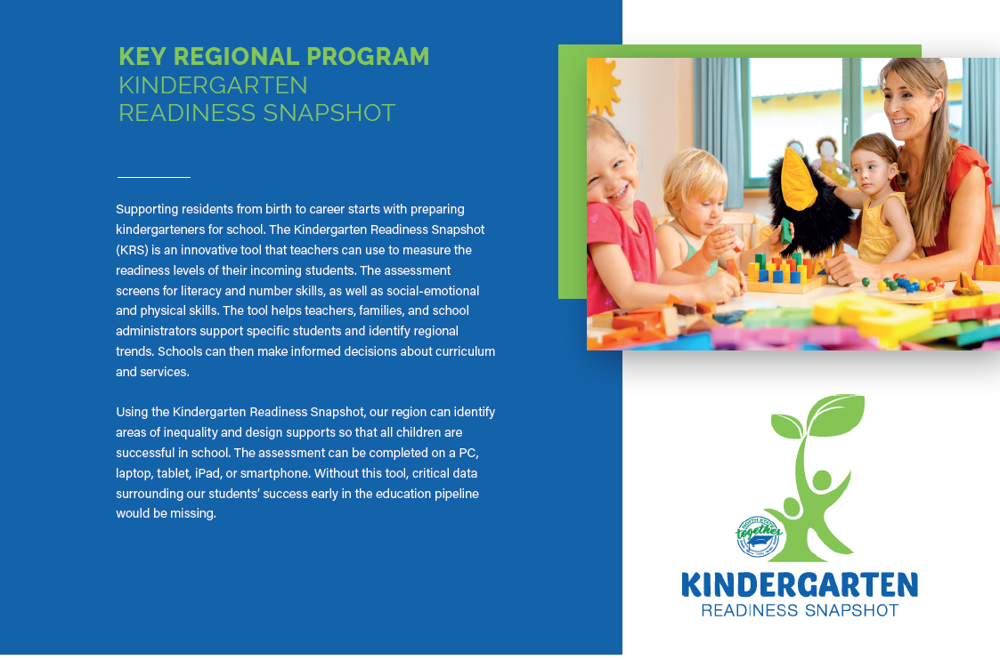 KEY REGIONAL PROGRAM
KINDERGARTEN
READINESS SNAPSHOT
Supporting residents from birth to career starts with preparing
kindergarteners for school. The Kindergarten Readiness Snapshot
(KRS) is an innovative tool that teachers can use to measure the
readiness levels of their incoming students. The assessment
screens for literacy and number skills, as well as social-emotional
and physical skills. The tool helps teachers, families, and school
administrators support specific students and identify regional
trends. Schools can then make informed decisions about curriculum
and services.
Using the Kindergarten Readiness Snapshot, our region can identify
areas of inequality and design supports so that all children are
successful in school. The assessment can be completed on a PC,
laptop, tablet, iPad, or smartphone. Without this tool, critical data
surrounding our students’ success early in the education pipeline
would be missing.
NORTH STATE
together
KINDERGARTEN
READINESS SNAPSHOT